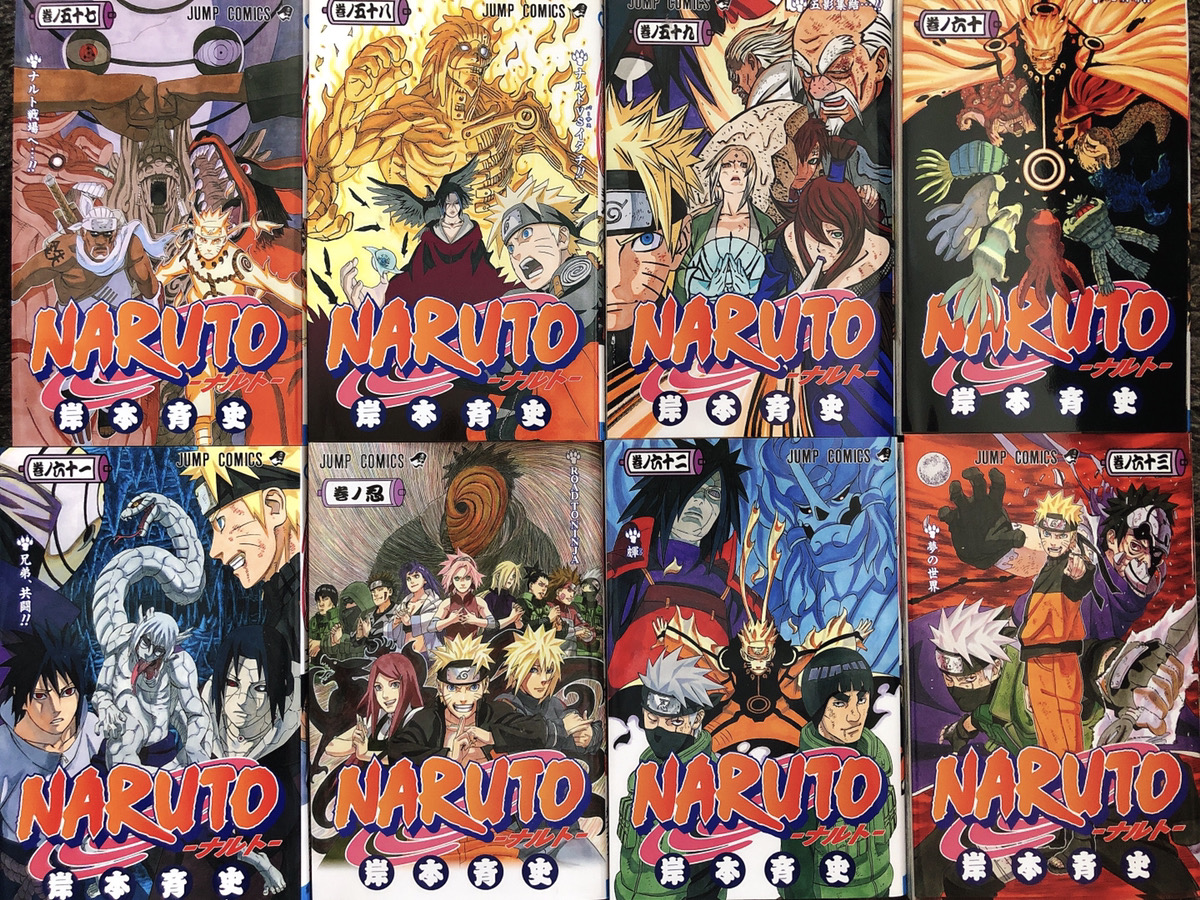 巻ノ五十七
JUMP COMICS
ナルト戦場へ…!!
NARUTO
-ナルト-
岸本斉史
巻ノ五十八
JUMP COMICS
ナルトVSイタチ!!
NARUTO
-ナルト-
岸本斉史
JUMP COMICS
巻ノ五十九
五影集結…!!
NARUTO
-ナルト-
岸本斉史
巻ノ六十
NARUTO
-ナルト-
岸本斉史
巻ノ六十一
JUMP COMICS
兄弟、共闘!!
NARUTO
-ナルト-
岸本斉史
JUMP COMICS
巻ノ忍
ROAD TO NINJA
NARUTO
-ナルト-
岸本斉史
巻ノ六十二
JUMP COMICS
NARUTO
-ナルト-
岸本斉史
JUMP COMICS
巻ノ六十三
夢の世界
NARUTO
-ナルト-
岸本斉史